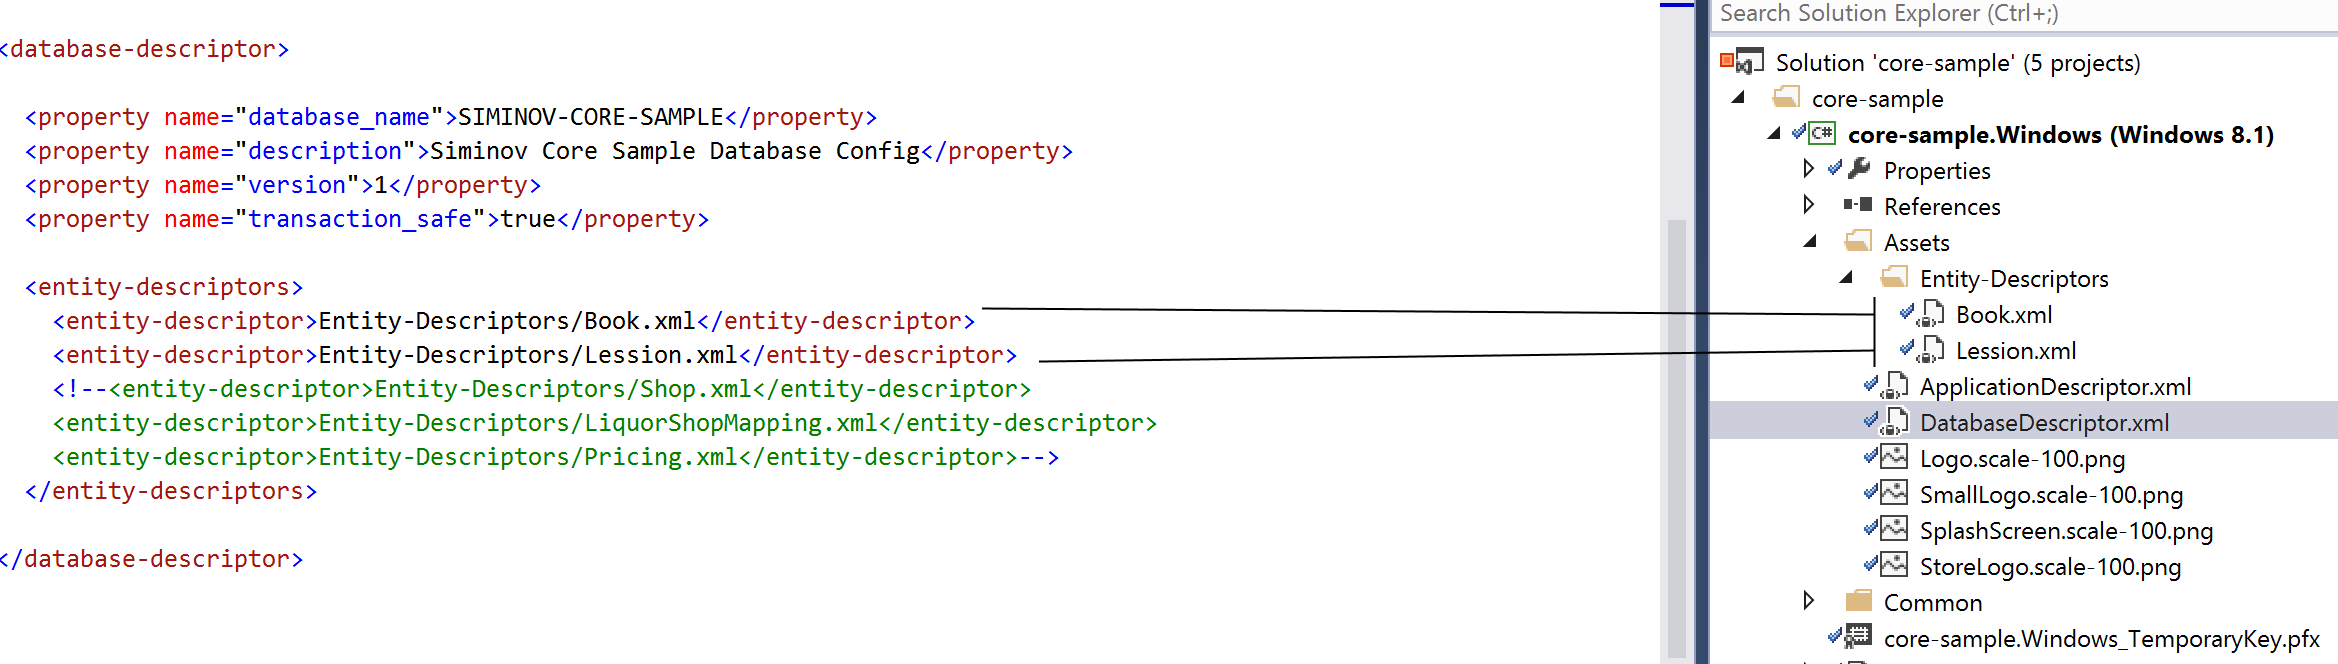 <database-descriptor>
<property name="database_name">SIMINOV-CORE-SAMPLE</property>
<property name="description">Siminov Core Sample Database Config</property>
<property name="version">1</property>
<property name="transaction_safe">true</property>
<entity-descriptors>
<entity-descriptor>Entity-Descriptors/Book.xml</entity-descriptor>
<entity-descriptor>Entity-Descriptors/Lession.xml</entity-descriptor>
<!--<entity-descriptor>Entity-Descriptors/Shop.xml</entity-descriptor>
<entity-descriptor>Entity-Descriptors/LiquorShopMapping.xml</entity-descriptor>
<entity-descriptor>Entity-Descriptors/Pricing.xml</entity-descriptor>-->
</entity-descriptors>
</database-descriptor>
Search Solution Explorer (Ctrl+;)
Solution 'core-sample' (5 projects)
core-sample
C# core-sample.Windows (Windows 8.1)
Properties
References
Assets
Entity-Descriptors
Book.xml
Lession.xml
ApplicationDescriptor.xml
DatabaseDescriptor.xml
Logo.scale-100.png
SmallLogo.scale-100.png
SplashScreen.scale-100.png
StoreLogo.scale-100.png
Common
core-sample.Windows_TemporaryKey.pfx